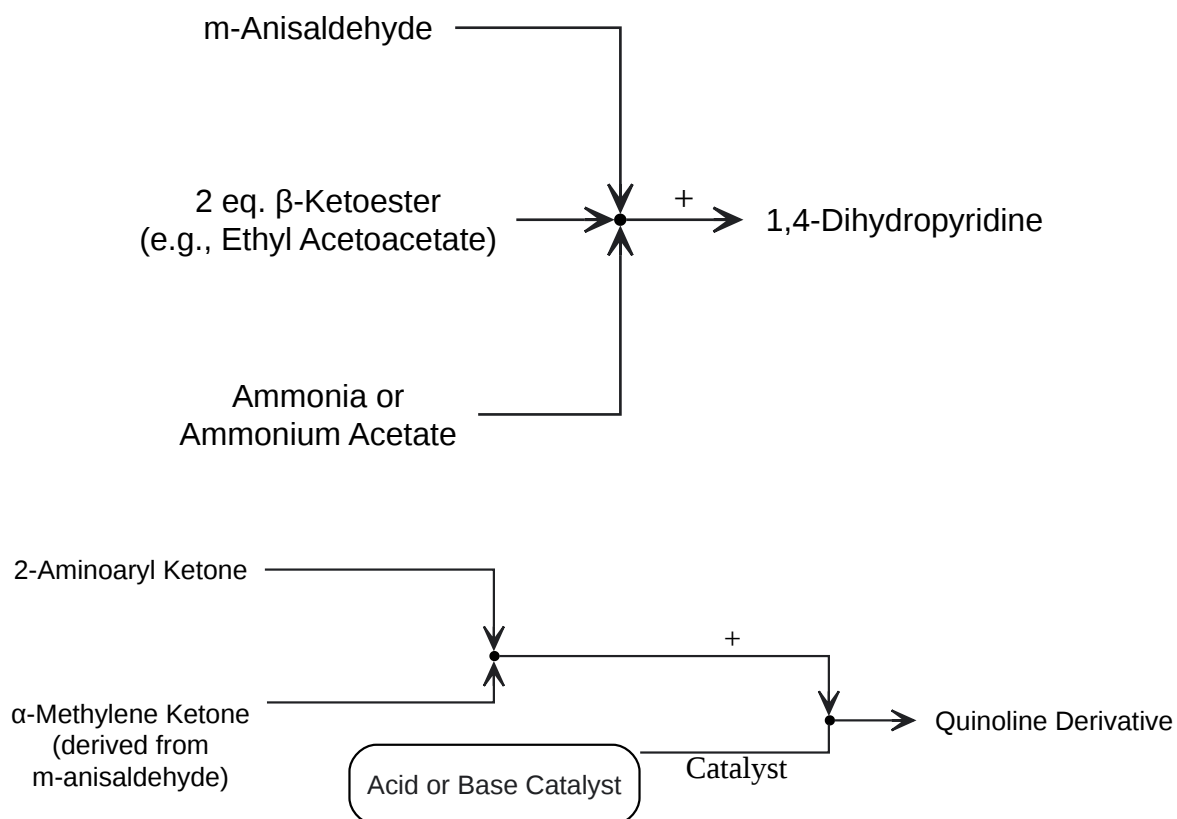 m-Anisaldehyde
2 eq. β-Ketoester
(e.g., Ethyl Acetoacetate)
+
1,4-Dihydropyridine
Ammonia or
Ammonium Acetate
2-Aminoaryl Ketone
+
α-Methylene Ketone
(derived from
m-anisaldehyde)
Quinoline Derivative
Catalyst
Acid or Base Catalyst